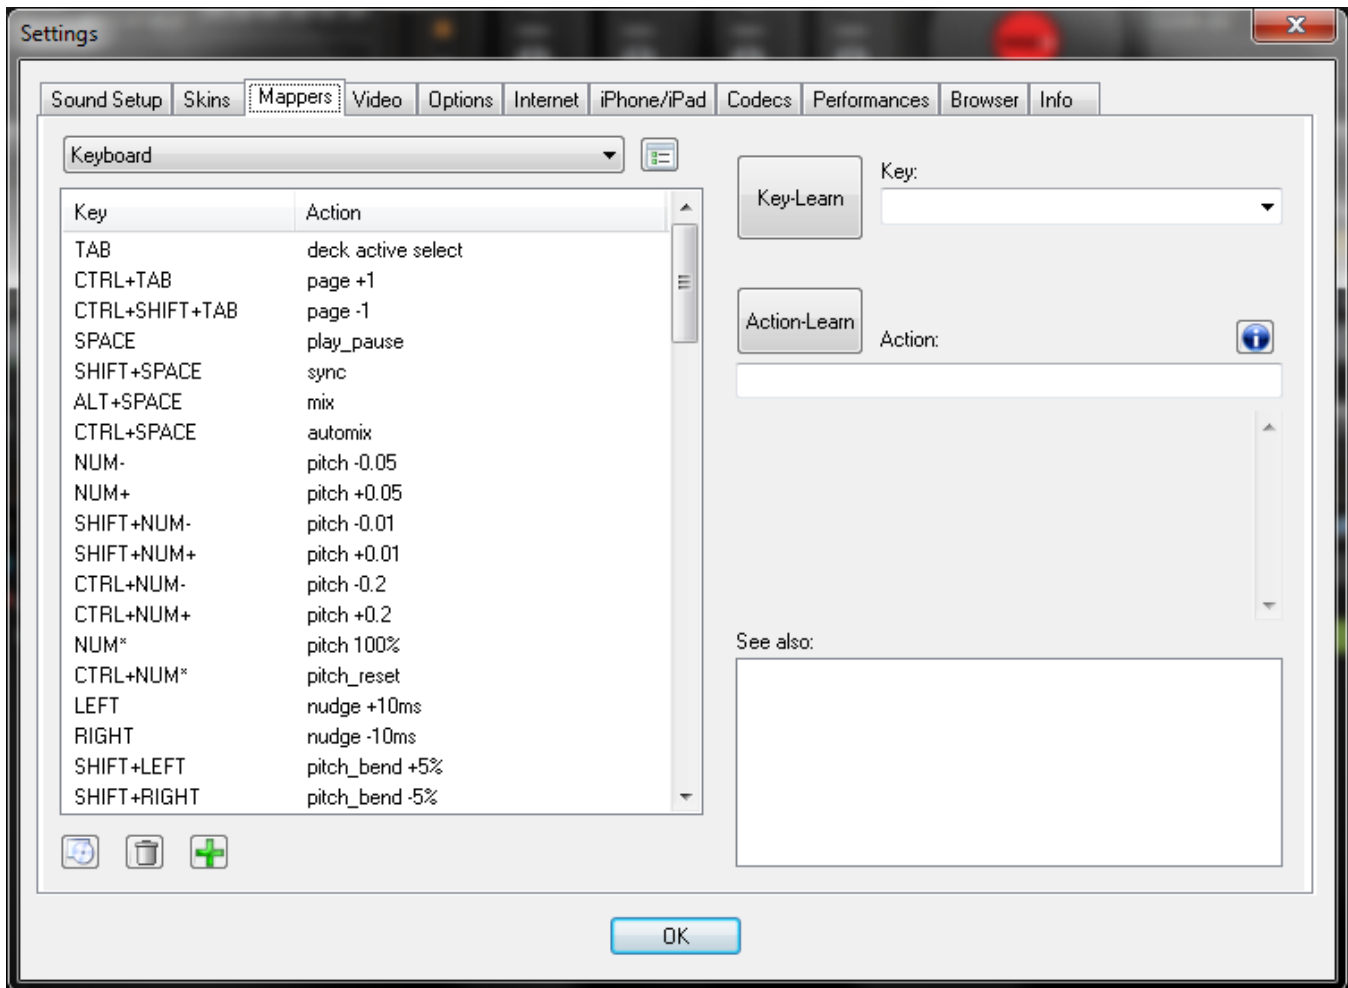 Settings
Sound Setup Skins Mappers Video Options Internet iPhone/iPad Codecs Performances Browser Info
Keyboard
Key Action
TAB deck active select
CTRL+TAB page +1
CTRL+SHIFT+TAB page -1
SPACE play_pause
SHIFT+SPACE sync
ALT+SPACE mix
CTRL+SPACE automix
NUM- pitch -0.05
NUM+ pitch +0.05
SHIFT+NUM- pitch -0.01
SHIFT+NUM+ pitch +0.01
CTRL+NUM- pitch -0.2
CTRL+NUM+ pitch +0.2
NUM* pitch 100%
CTRL+NUM* pitch_reset
LEFT nudge +10ms
RIGHT nudge -10ms
SHIFT+LEFT pitch_bend +5%
SHIFT+RIGHT pitch_bend -5%
Key-Learn
Key:
Action-Learn
Action:
See also:
OK